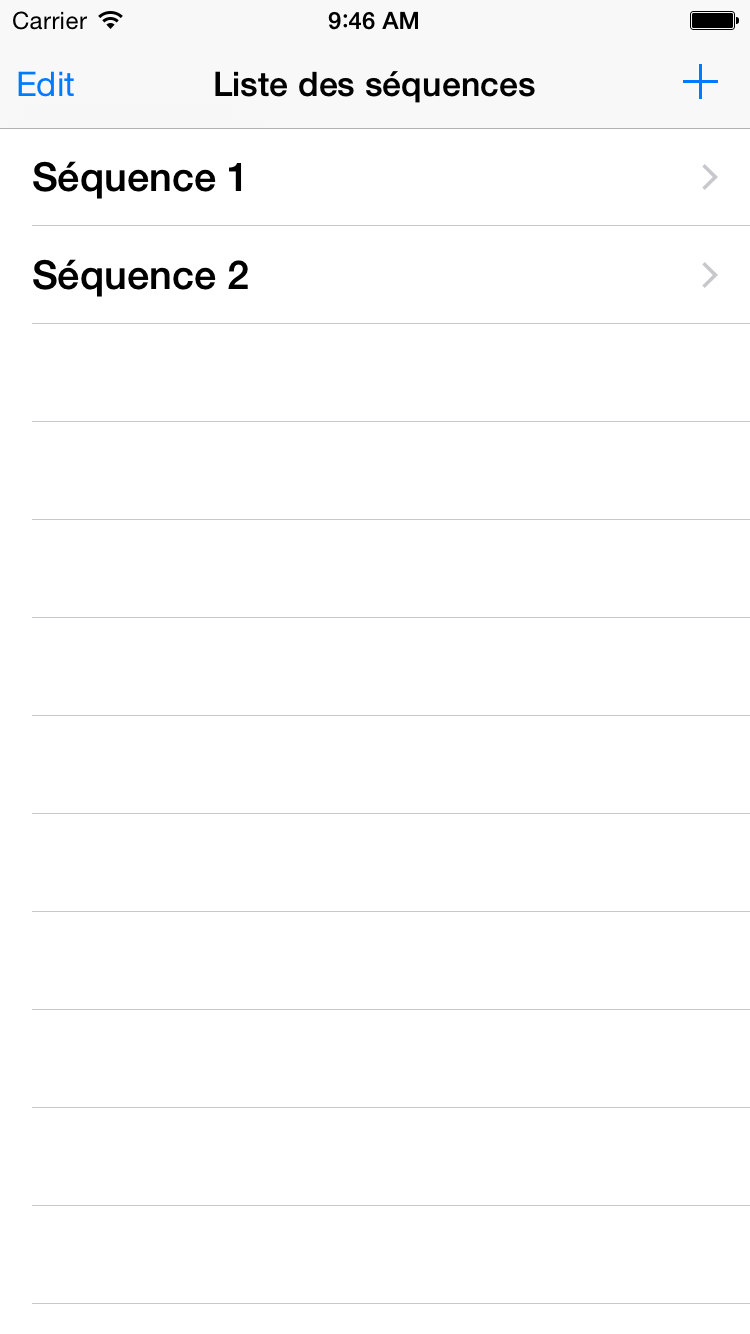 Carrier 9:46 AM
Edit Liste des séquences
Séquence 1
Séquence 2